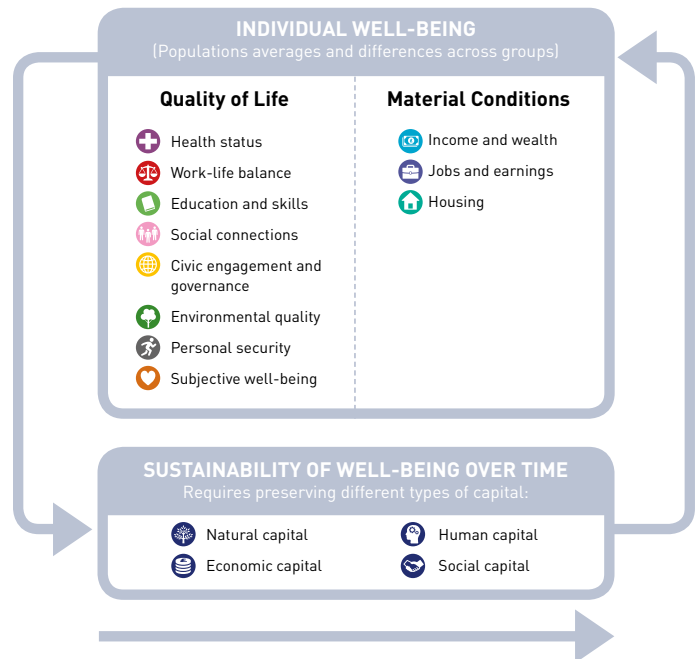 INDIVIDUAL WELL-BEING
(Populations averages and differences across groups)
Quality of Life
Health status
Work-life balance
Education and skills
Social connections
Civic engagement and
governance
Environmental quality
Personal security
Subjective well-being
Material Conditions
Income and wealth
Jobs and earnings
Housing
SUSTAINABILITY OF WELL-BEING OVER TIME
Requires preserving different types of capital:
Natural capital
Economic capital
Human capital
Social capital